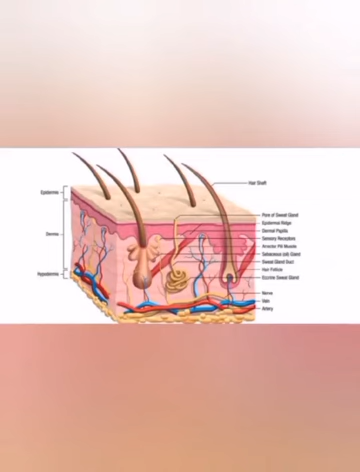 Hair Shaft
Epidermis
Pore of Sweat Gland
Epidermal Ridge
Dermal Papilla
Dermis
Sensory Receptors
Arrector Pili Muscle
Sebaceous (oil) Gland
Sweat Gland Duct
Hair Follicle
Hypodermis
Eccrine Sweat Gland
Nerve
Vein
Artery